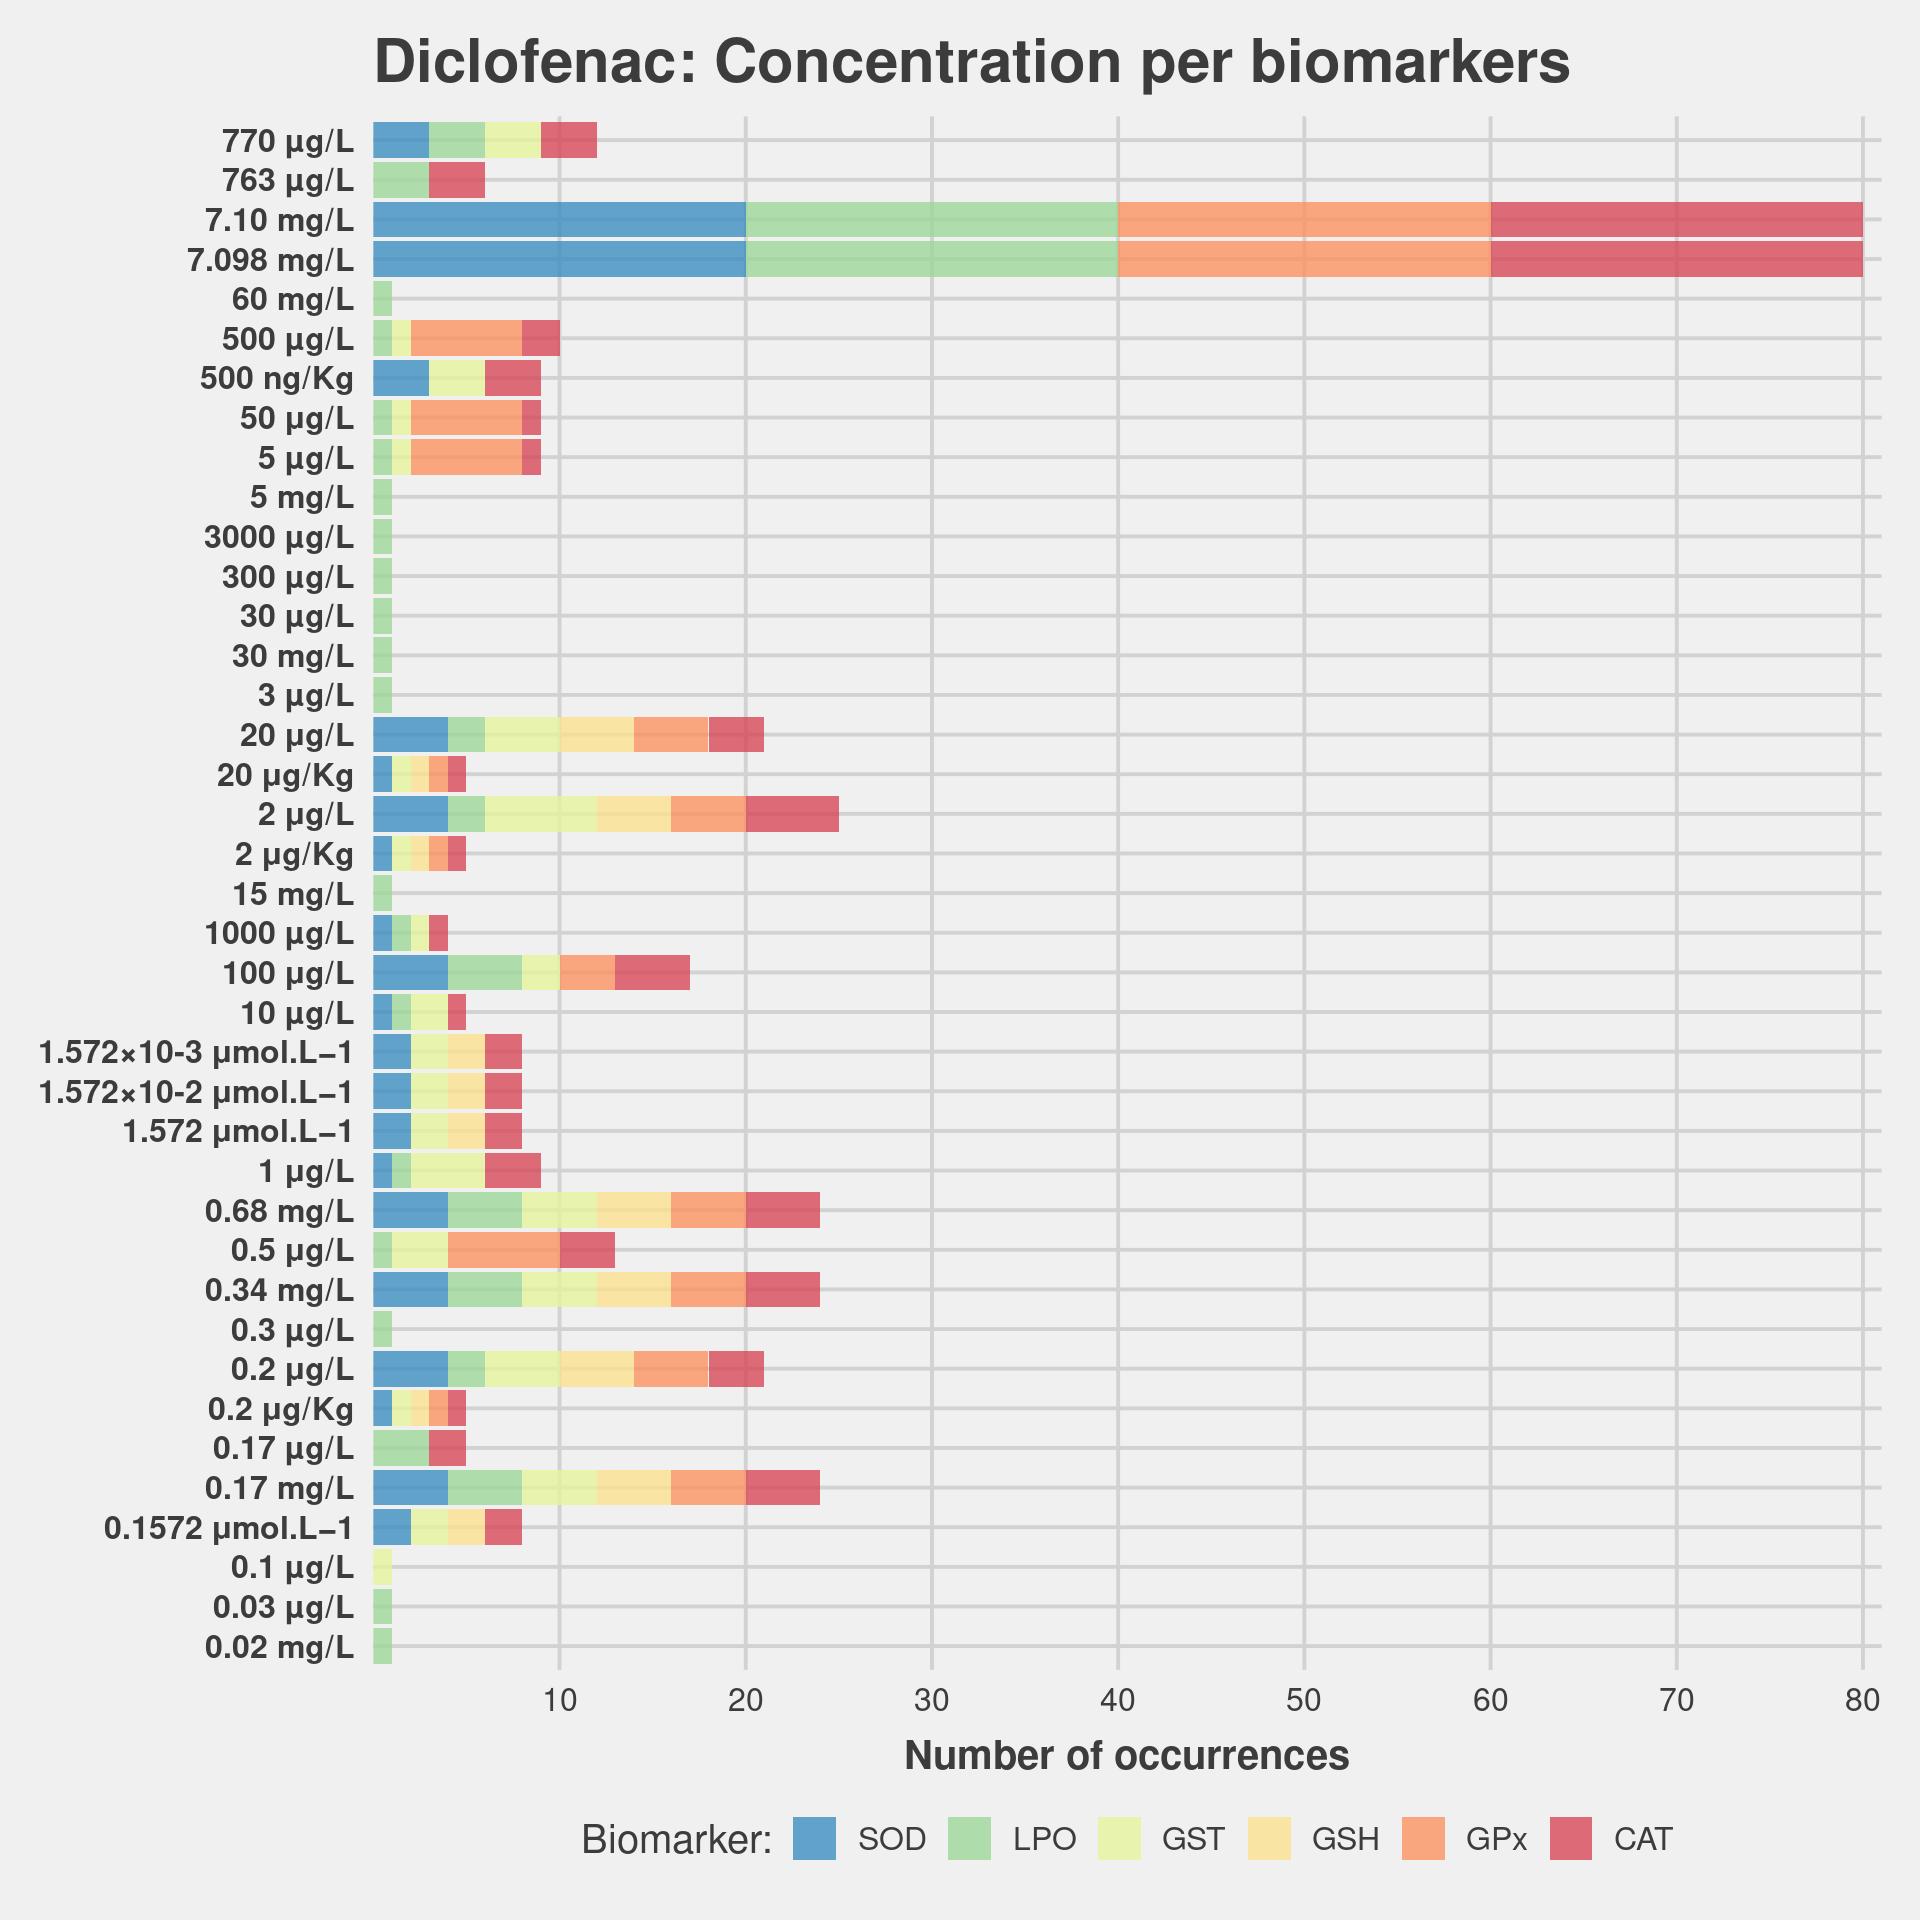 Diclofenac: Concentration per biomarkers
770 µg/L
763 µg/L
7.10 mg/L
7.098 mg/L
60 mg/L
500 µg/L
500 ng/Kg
50 µg/L
5 µg/L
5 mg/L
3000 µg/L
300 µg/L
30 µg/L
30 mg/L
3 µg/L
20 µg/L
20 µg/Kg
2 µg/L
2 µg/Kg
15 mg/L
1000 µg/L
100 µg/L
10 µg/L
1.572×10-3 µmol.L−1
1.572×10-2 µmol.L−1
1.572 µmol.L−1
1 µg/L
0.68 mg/L
0.5 µg/L
0.34 mg/L
0.3 µg/L
0.2 µg/L
0.2 µg/Kg
0.17 µg/L
0.17 mg/L
0.1572 µmol.L−1
0.1 µg/L
0.03 µg/L
0.02 mg/L
10 20 30 40 50 60 70 80
Number of occurrences
Biomarker: SOD LPO GST GSH GPx CAT